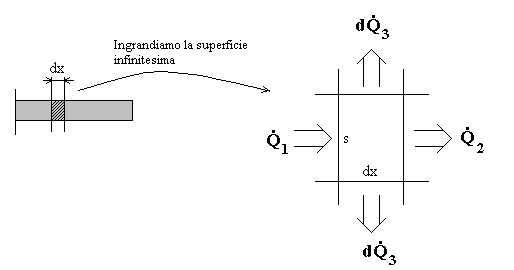 dQ̇3
Ingrandiamo la superficie
infinitesima
dx
Q̇1
s
Q̇2
dx
dQ̇3